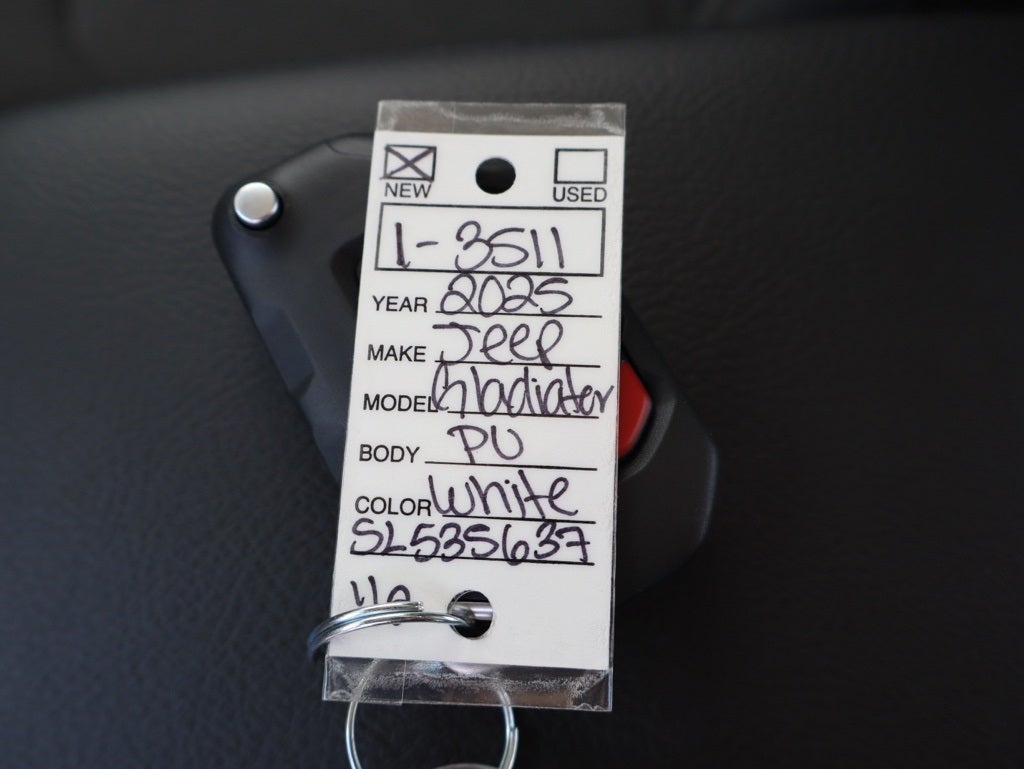 NEW USED
1-3511
YEAR 2025
MAKE Jeep
MODEL Gladiator
BODY PU
COLOR White
SL535637